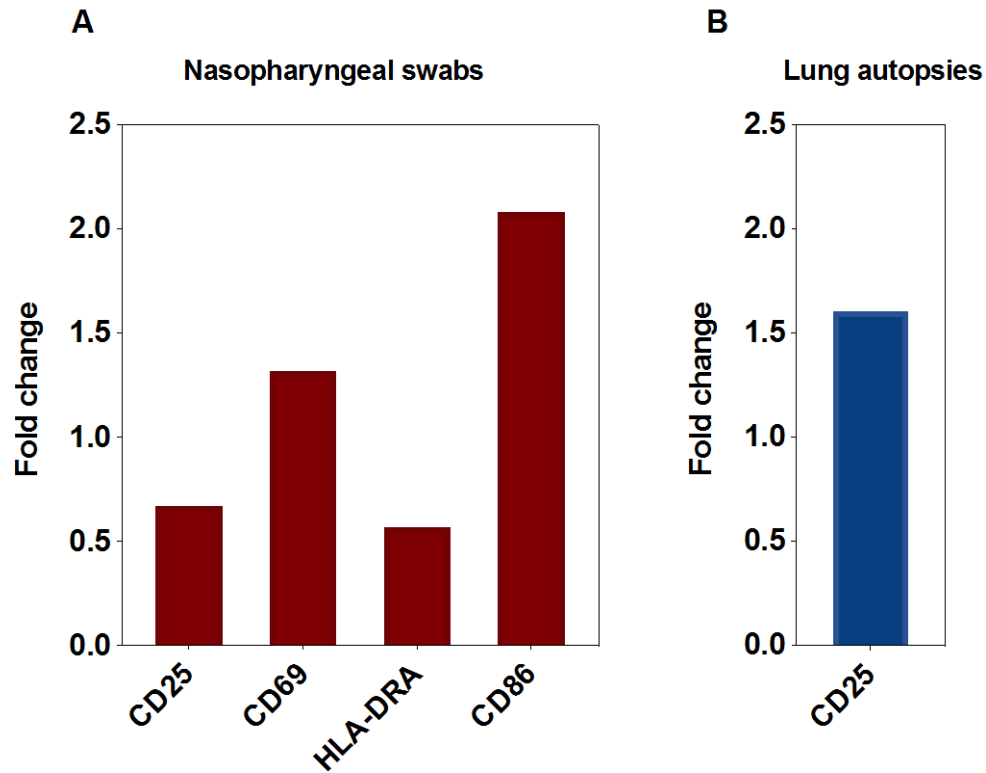 A
Nasopharyngeal swabs
Fold change
2.5
2.0
1.5
1.0
0.5
0.0
CD25
CD69
HLA-DRA
CD86
B
Lung autopsies
Fold change
2.5
2.0
1.5
1.0
0.5
0.0
CD25